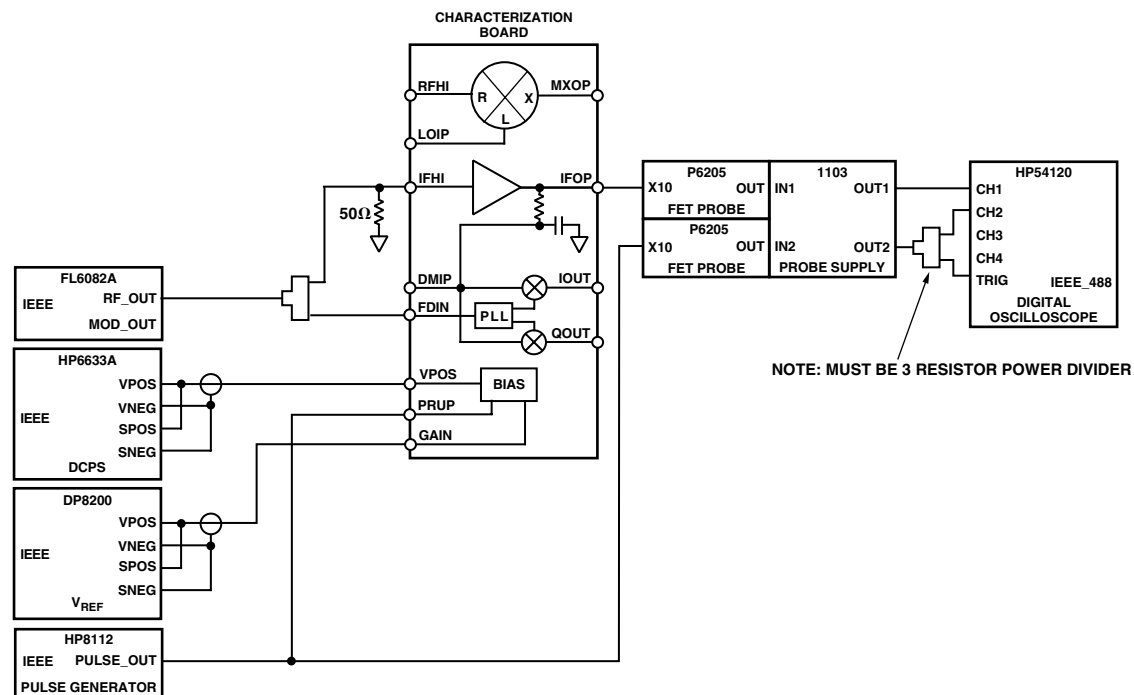 CHARACTERIZATION
BOARD
RFHI
R
X
L
MXOP
LOIP
IFHI
IFOP
50Ω
DMIP
IOUT
FDIN
PLL
QOUT
VPOS
BIAS
PRUP
GAIN
P6205
X10
OUT
FET PROBE
P6205
X10
OUT
FET PROBE
1103
IN1
OUT1
IN2
OUT2
PROBE SUPPLY
HP54120
CH1
CH2
CH3
CH4
TRIG
IEEE_488
DIGITAL
OSCILLOSCOPE
NOTE: MUST BE 3 RESISTOR POWER DIVIDER
FL6082A
IEEE
RF_OUT
MOD_OUT
HP6633A
VPOS
VNEG
IEEE
SPOS
SNEG
DCPS
DP8200
VPOS
VNEG
IEEE
SPOS
SNEG
VREF
HP8112
IEEE
PULSE_OUT
PULSE GENERATOR